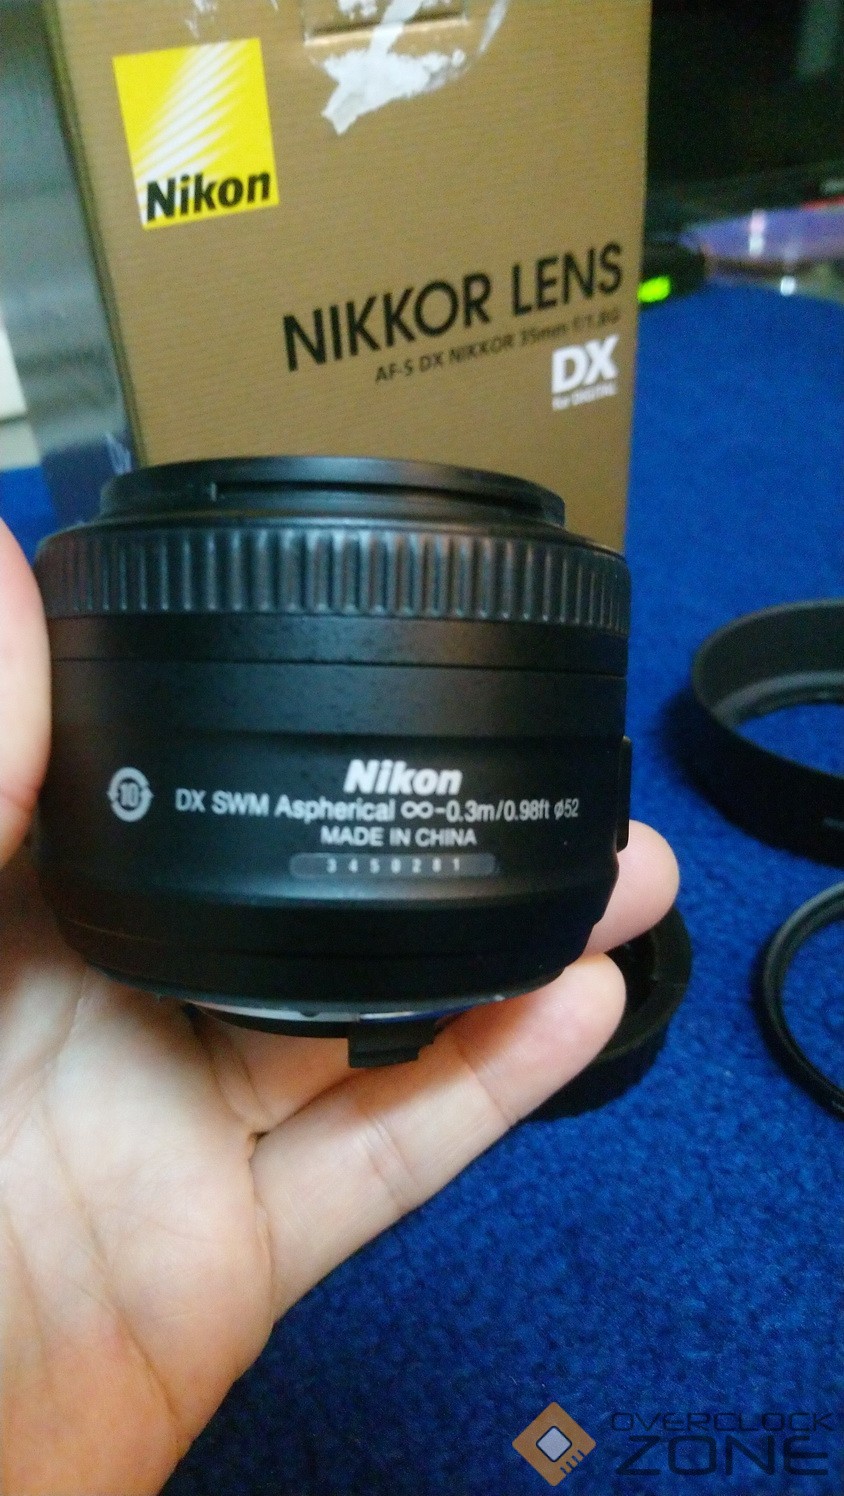 Nikon
NIKKOR LENS
AF-S DX NIKKOR 35mm f/1.8G
DX
for DIGITAL
10
Nikon
DX SWM Aspherical ∞-0.3m/0.98ft ⌀52
MADE IN CHINA
3450281
OVERCLOCK
ZONE